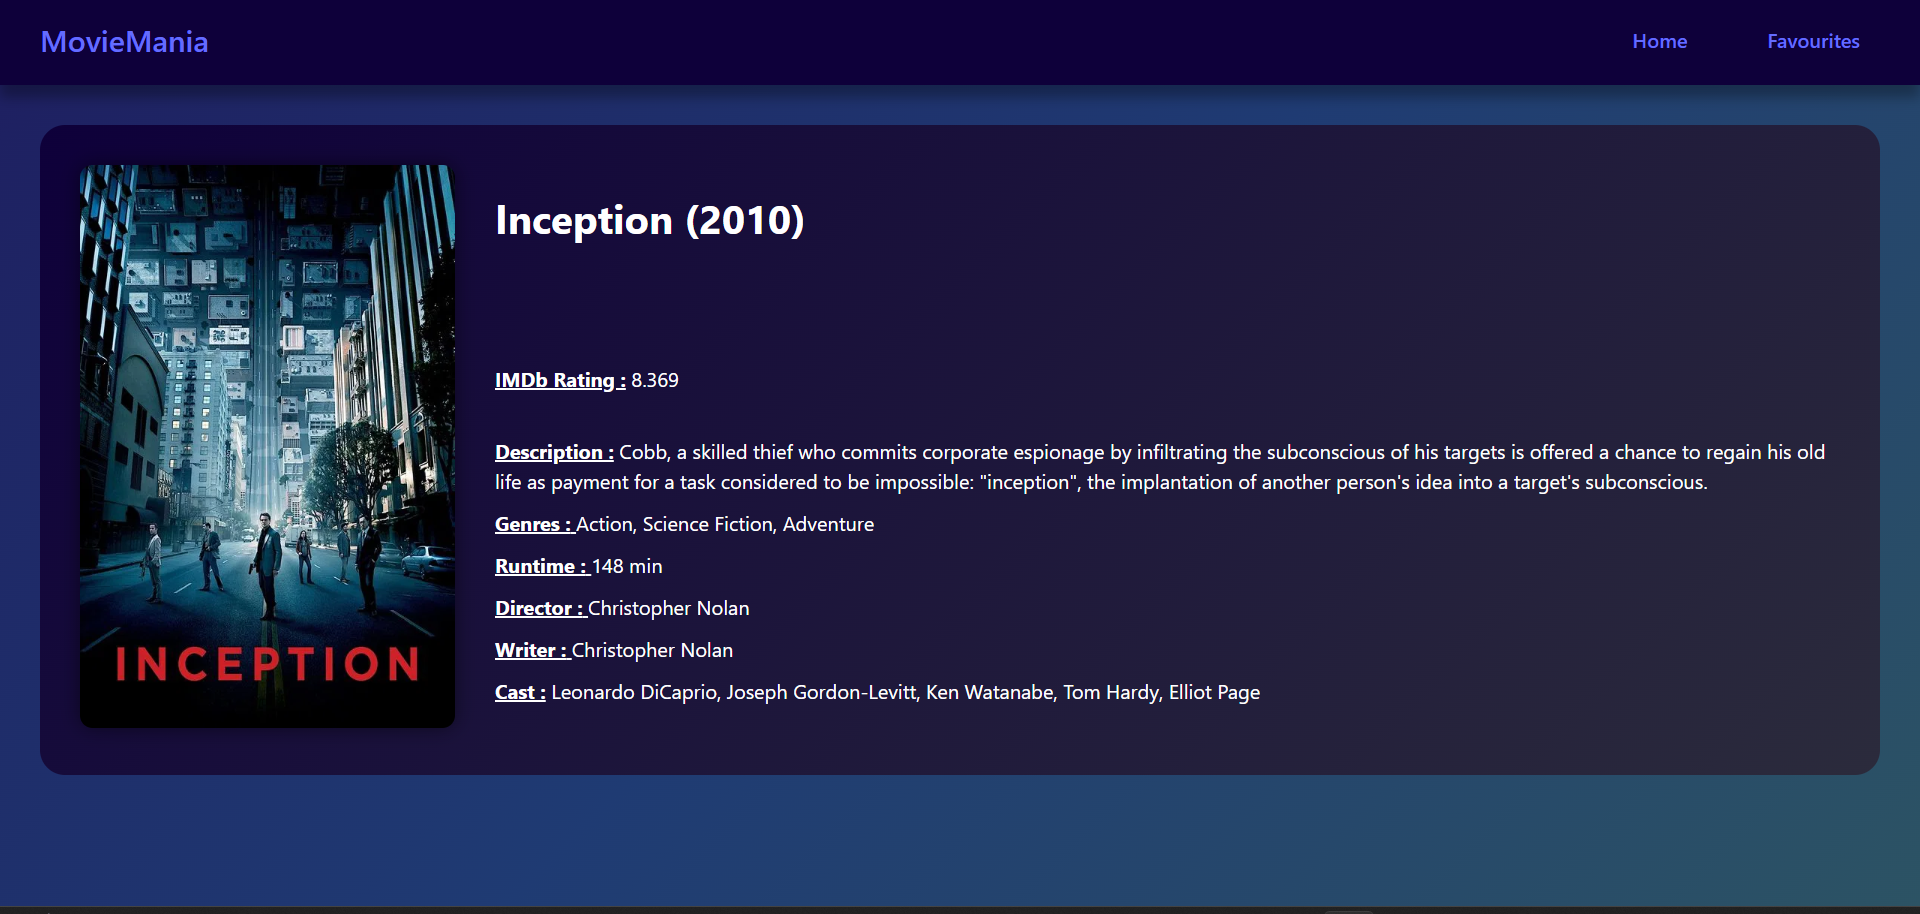 MovieMania
Home
Favourites
Inception (2010)
IMDb Rating : 8.369
Description : Cobb, a skilled thief who commits corporate espionage by infiltrating the subconscious of his targets is offered a chance to regain his old
life as payment for a task considered to be impossible: "inception", the implantation of another person's idea into a target's subconscious.
Genres : Action, Science Fiction, Adventure
Runtime : 148 min
Director : Christopher Nolan
Writer : Christopher Nolan
Cast : Leonardo DiCaprio, Joseph Gordon-Levitt, Ken Watanabe, Tom Hardy, Elliot Page
INCEPTION